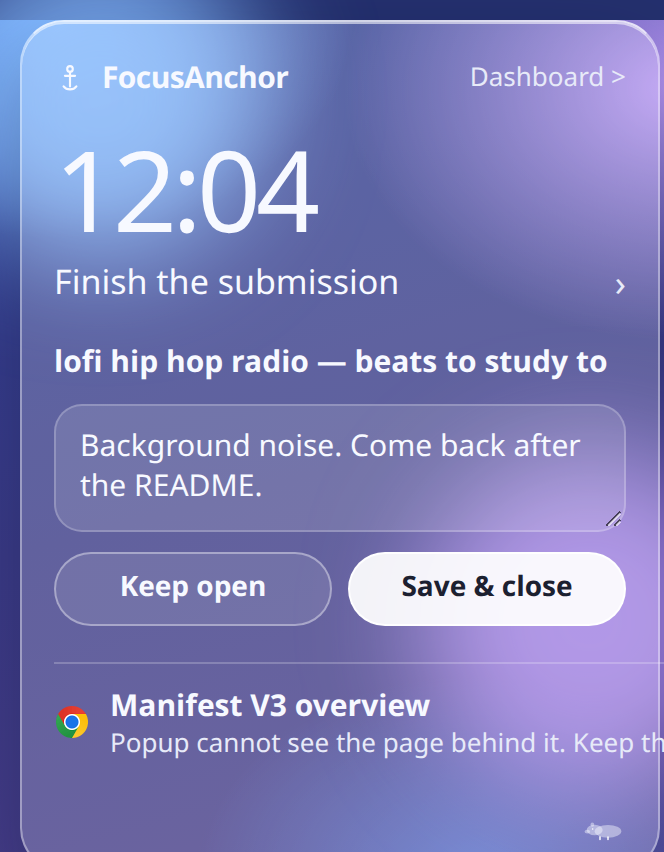 FocusAnchor
Dashboard >
12:04
Finish the submission ›
lofi hip hop radio — beats to study to
Background noise. Come back after
the README.
Keep open
Save & close
Manifest V3 overview
Popup cannot see the page behind it. Keep